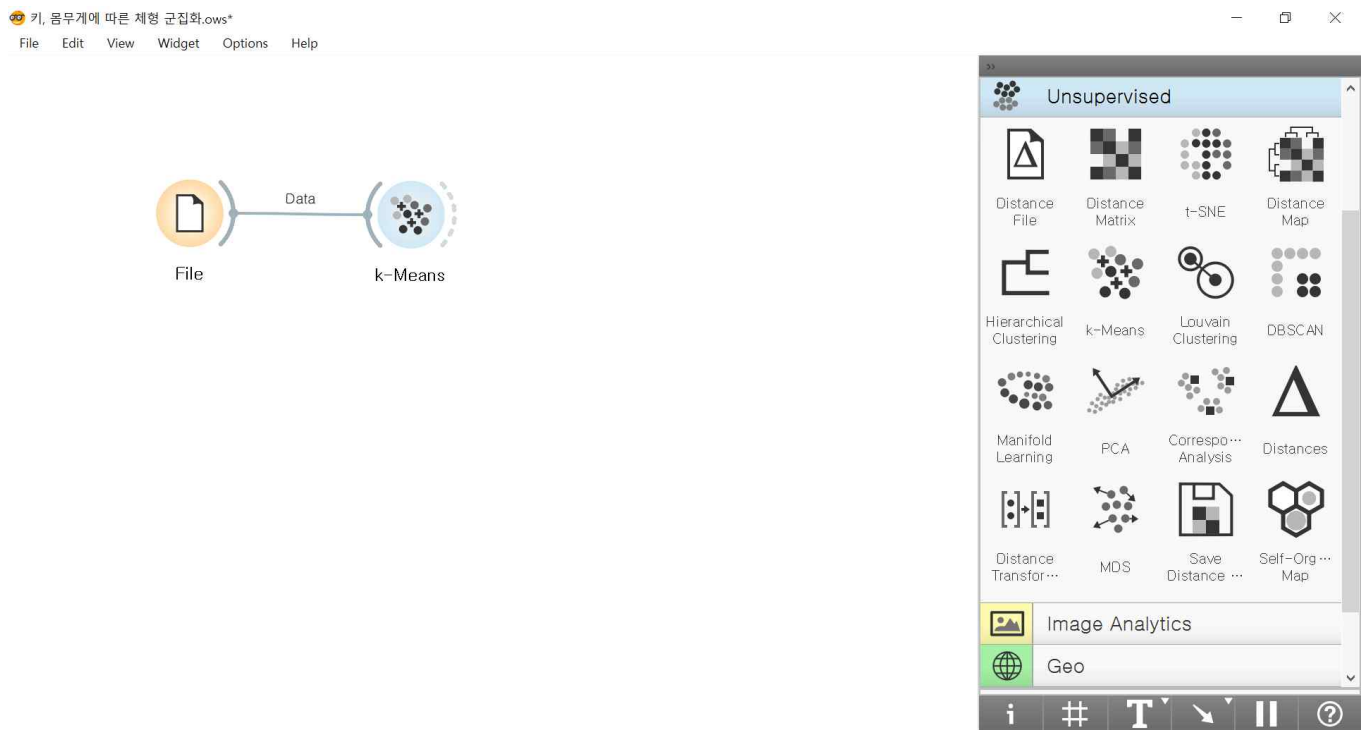 키, 몸무게에 따른 체형 군집화.ows*
File Edit View Widget Options Help
Data
File
k-Means
Unsupervised
Distance File
Distance Matrix
t-SNE
Distance Map
Hierarchical Clustering
k-Means
Louvain Clustering
DBSCAN
Manifold Learning
PCA
Correspo… Analysis
Distances
Distance Transfor…
MDS
Save Distance …
Self-Org… Map
Image Analytics
Geo